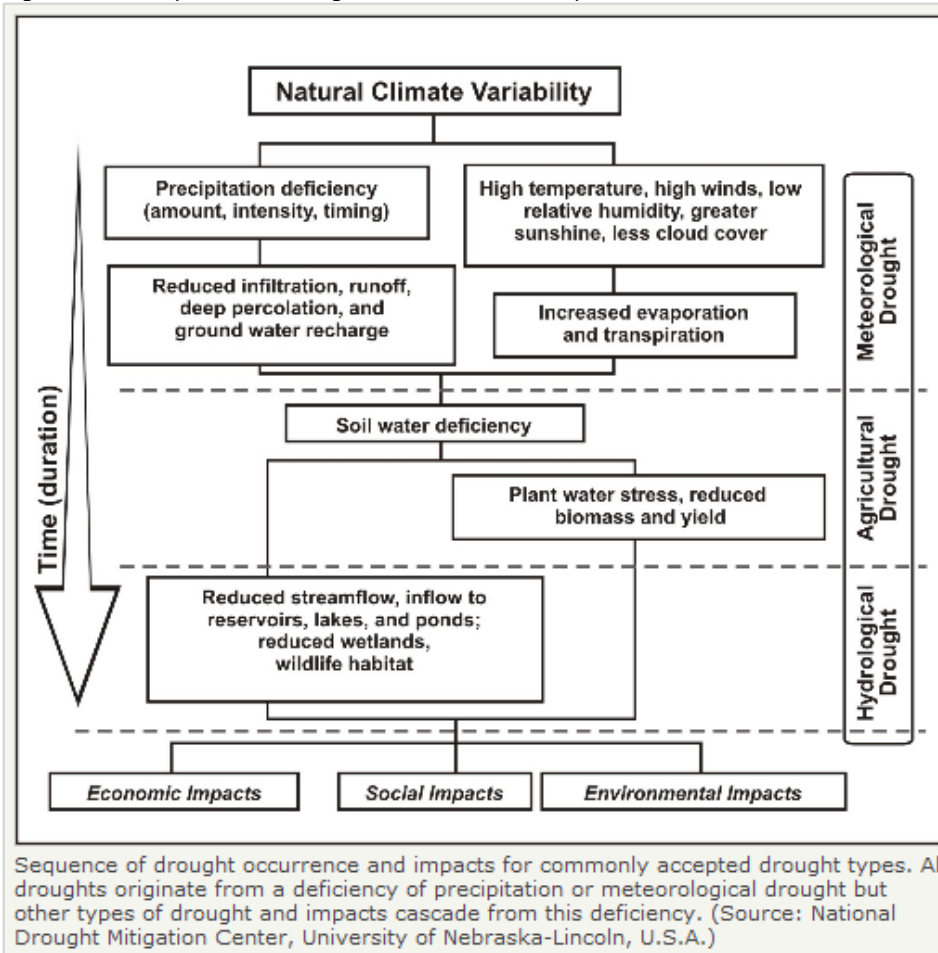 Natural Climate Variability
Precipitation deficiency
(amount, intensity, timing)
High temperature, high winds, low
relative humidity, greater
sunshine, less cloud cover
Reduced infiltration, runoff,
deep percolation, and
ground water recharge
Increased evaporation
and transpiration
Meteorological
Drought
Soil water deficiency
Plant water stress, reduced
biomass and yield
Agricultural
Drought
Time (duration)
Reduced streamflow, inflow to
reservoirs, lakes, and ponds;
reduced wetlands,
wildlife habitat
Hydrological
Drought
Economic Impacts
Social Impacts
Environmental Impacts
Sequence of drought occurrence and impacts for commonly accepted drought types.
droughts originate from a deficiency of precipitation or meteorological drought but
other types of drought and impacts cascade from this deficiency. (Source: National
Drought Mitigation Center, University of Nebraska-Lincoln, U.S.A.)